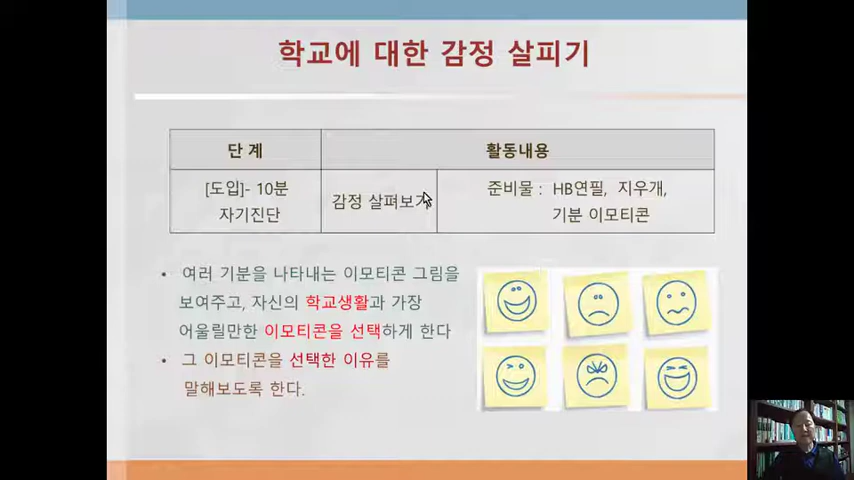 학교에 대한 감정 살피기
단 계
활동내용
[도입]- 10분
자기진단
감정 살펴보기
준비물 : HB연필, 지우개,
기분 이모티콘
• 여러 기분을 나타내는 이모티콘 그림을
보여주고, 자신의 학교생활과 가장
어울릴만한 이모티콘을 선택하게 한다
• 그 이모티콘을 선택한 이유를
말해보도록 한다.